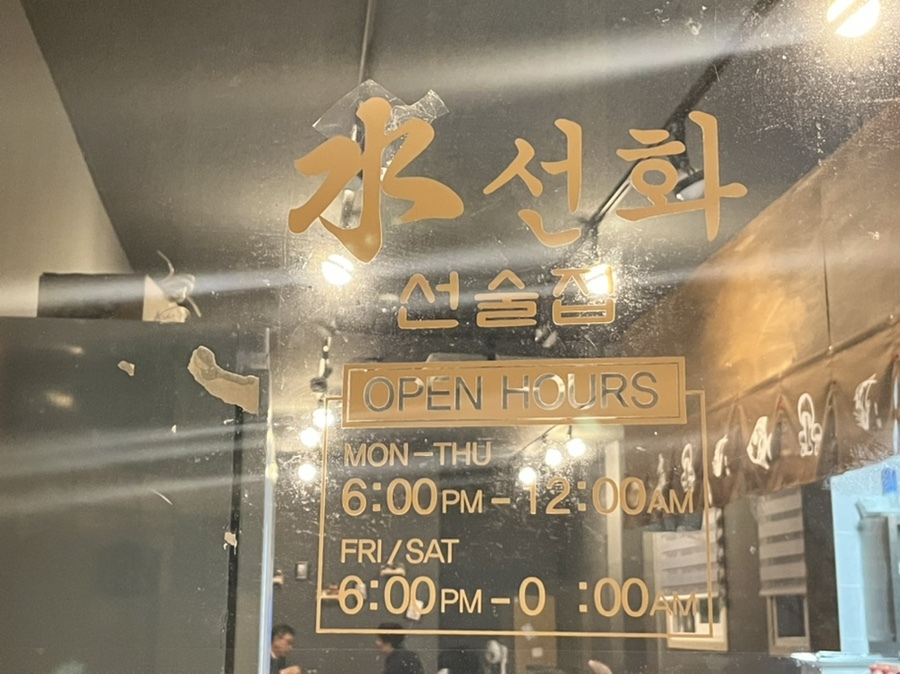 水선화
선술집
OPEN HOURS
MON-THU
6:00PM-12:00AM
FRI/SAT
6:00PM-0 :00AM